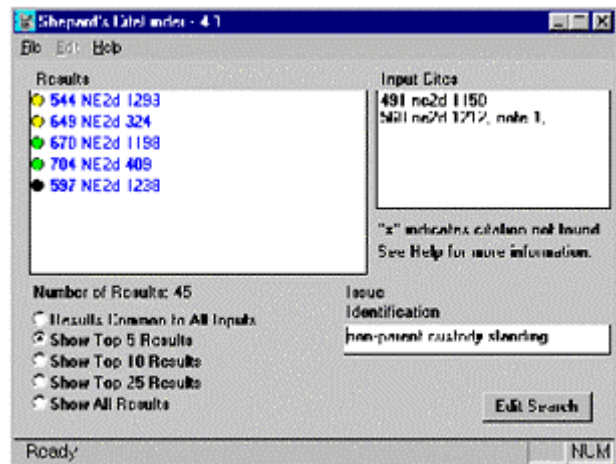 Shepard's CiteFinder - 4.1
File Edit Help
Results
544 NE2d 1293
649 NE2d 324
670 NE2d 1198
704 NE2d 409
597 NE2d 1238
Input Cites
491 ne2d 1150
560 ne2d 1212, note 1,
"x" indicates citation not found
See Help for more information.
Number of Results: 45
Results Common to All Inputs
Show Top 5 Results
Show Top 10 Results
Show Top 25 Results
Show All Results
Issue
Identification
non-parent custody standing
Edit Search
Ready
NUM